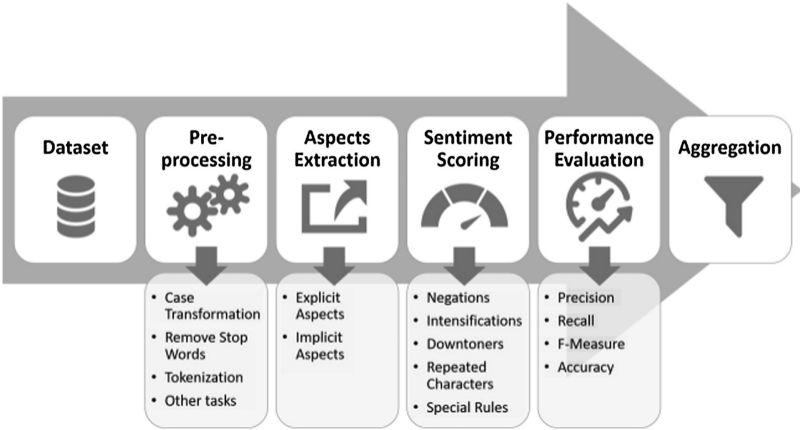 Dataset
Pre-
processing
Aspects
Extraction
Sentiment
Scoring
Performance
Evaluation
Aggregation
• Case
Transformation
• Remove Stop
Words
• Tokenization
• Other tasks
• Explicit
Aspects
• Implicit
Aspects
• Negations
• Intensifications
• Downtoners
• Repeated
Characters
• Special Rules
• Precision
• Recall
• F-Measure
• Accuracy